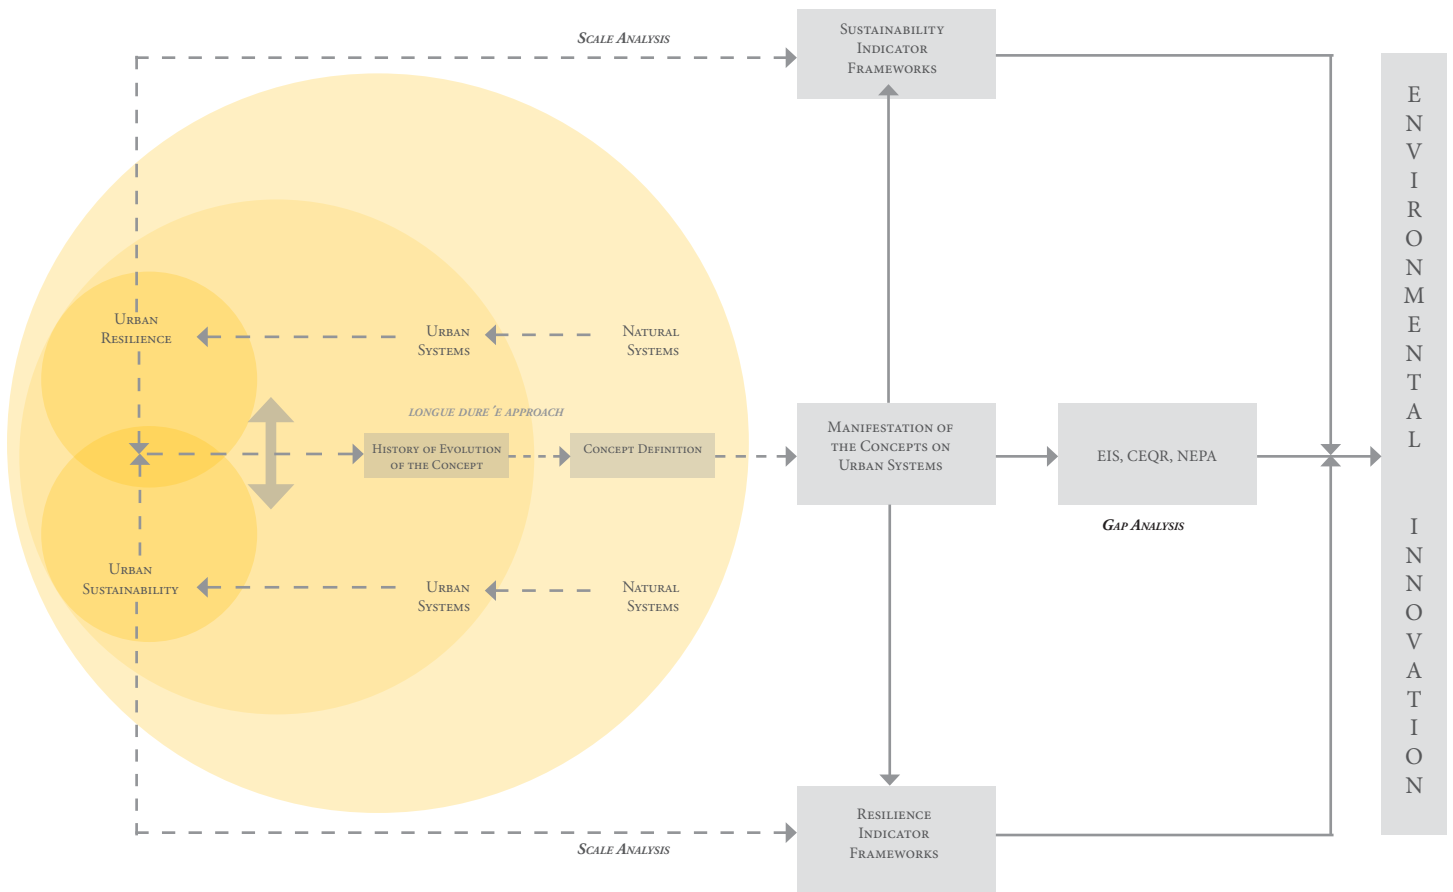 Scale Analysis
Sustainability
Indicator
Frameworks
Urban
Resilience
Urban
Systems
Natural
Systems
longue dure´e approach
History of Evolution
of the Concept
Concept Definition
Manifestation of
the Concepts on
Urban Systems
EIS, CEQR, NEPA
Gap Analysis
Urban
Sustainability
Urban
Systems
Natural
Systems
Resilience
Indicator
Frameworks
Scale Analysis
ENVIRONMENTAL INNOVATION